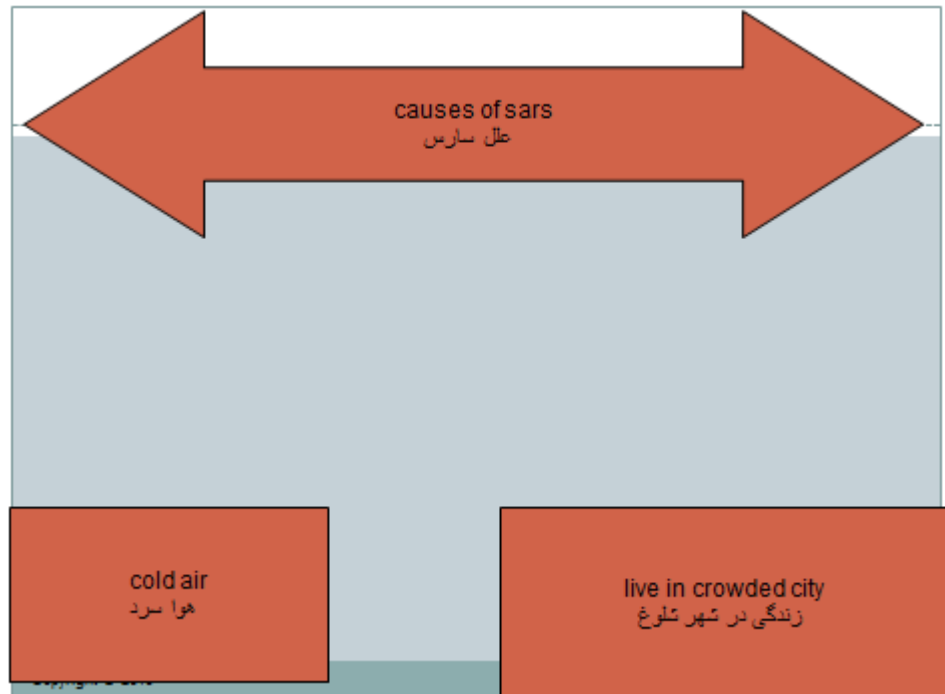 causes of sars
علل سارس
cold air
هوا سرد
live in crowded city
زندگی در شهر شلوغ